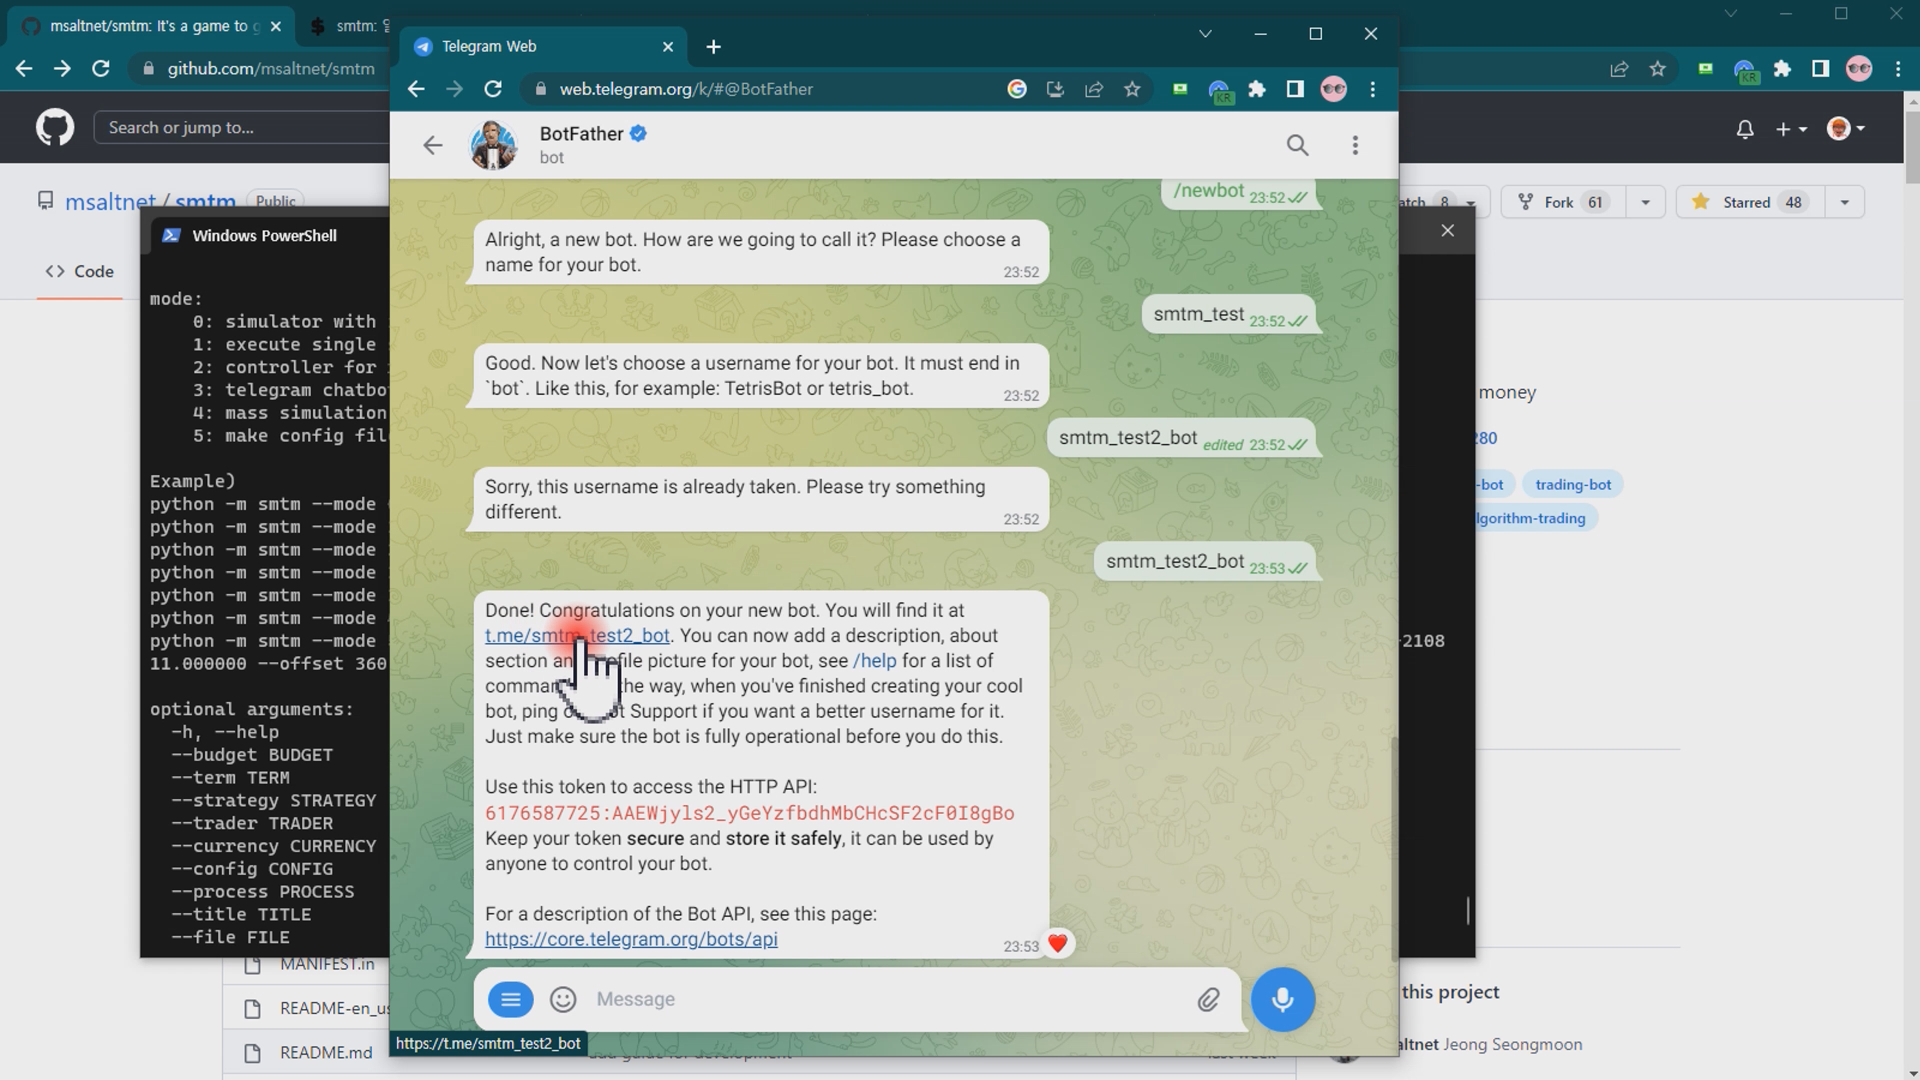 msaltnet/smtm: It's a game to g
smtm:
github.com/msaltnet/smtm
Search or jump to...
msaltnet / smtm
Public
Code
Windows PowerShell
mode:
0: simulator with
1: execute single
2: controller for
3: telegram chatbo
4: mass simulation
5: make config fil
Example)
python -m smtm --mode
python -m smtm --mode
python -m smtm --mode
python -m smtm --mode
python -m smtm --mode
python -m smtm --mode
python -m smtm --mode
11.000000 --offset 360
optional arguments:
-h, --help
--budget BUDGET
--term TERM
--strategy STRATEGY
--trader TRADER
--currency CURRENCY
--config CONFIG
--process PROCESS
--title TITLE
--file FILE
MANIFEST.in
README-en_us
README.md
Telegram Web
web.telegram.org/k/#@BotFather
KR
BotFather
bot
/newbot 23:52
Alright, a new bot. How are we going to call it? Please choose a
name for your bot.
23:52
smtm_test 23:52
Good. Now let's choose a username for your bot. It must end in
`bot`. Like this, for example: TetrisBot or tetris_bot.
23:52
smtm_test2_bot edited 23:52
Sorry, this username is already taken. Please try something
different.
23:52
smtm_test2_bot 23:53
Done! Congratulations on your new bot. You will find it at
t.me/smtm_test2_bot. You can now add a description, about
section an file picture for your bot, see /help for a list of
comman the way, when you've finished creating your cool
bot, ping o t Support if you want a better username for it.
Just make sure the bot is fully operational before you do this.
Use this token to access the HTTP API:
6176587725:AAEWjyls2_yGeYzfbdhMbCHcSF2cF0I8gBo
Keep your token secure and store it safely, it can be used by
anyone to control your bot.
For a description of the Bot API, see this page:
https://core.telegram.org/bots/api
23:53
Message
https://t.me/smtm_test2_bot
add guide for development
last week
KR
atch 8
Fork 61
Starred 48
money
280
-bot
trading-bot
lgorithm-trading
-2108
this project
altnet Jeong Seongmoon